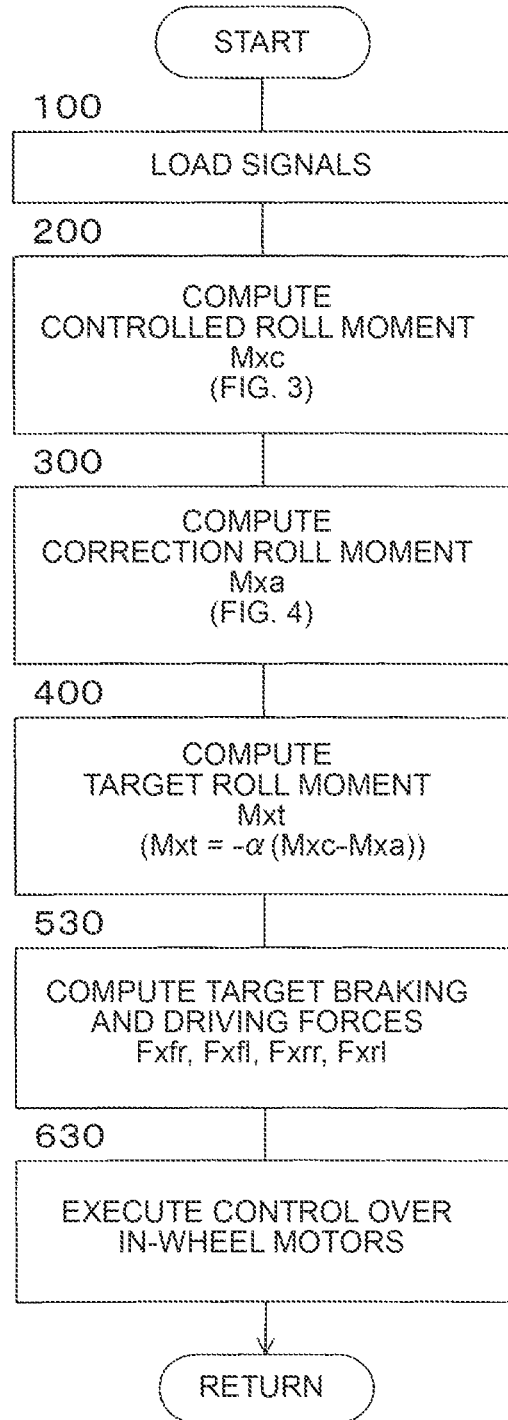 START
100
LOAD SIGNALS
200
COMPUTE
CONTROLLED ROLL MOMENT
Mxc
(FIG. 3)
300
COMPUTE
CORRECTION ROLL MOMENT
Mxa
(FIG. 4)
400
COMPUTE
TARGET ROLL MOMENT
Mxt
(Mxt = -α (Mxc-Mxa))
530
COMPUTE TARGET BRAKING
AND DRIVING FORCES
Fxfr, Fxfl, Fxrr, Fxrl
630
EXECUTE CONTROL OVER
IN-WHEEL MOTORS
RETURN